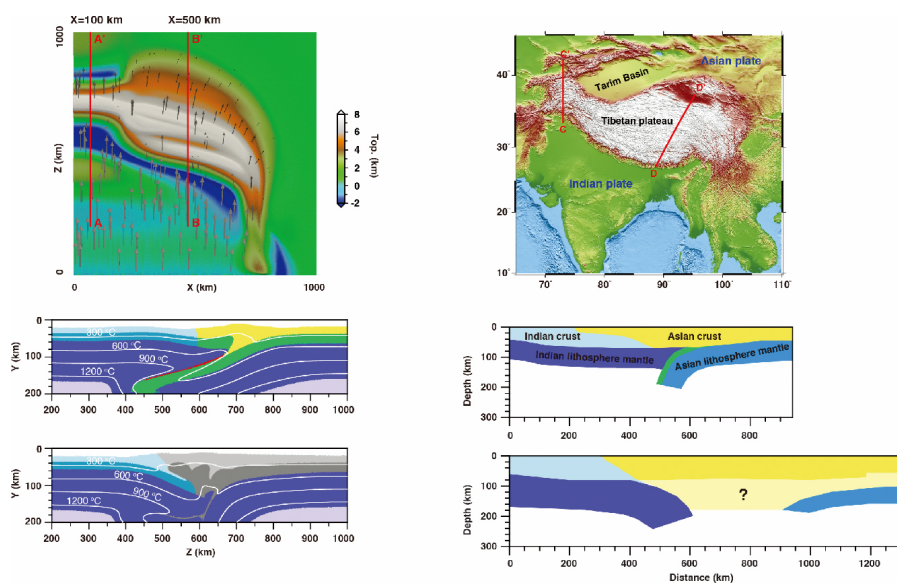 X=100 km
X=500 km
1000
A'
B'
Z (km)
A
B
0
0
X (km)
1000
8
6
4
2
0
-2
Top. (km)
40°
30°
20°
10°
70°
80°
90°
100°
110°
C'
C
D'
D
Asian plate
Tarim Basin
Tibetan plateau
Indian plate
0
100
200
Y (km)
300 °C
600 °C
900 °C
1200 °C
200
300
400
500
600
700
800
900
1000
0
100
200
300
Depth (km)
Indian crust
Asian crust
Indian lithosphere mantle
Asian lithosphere mantle
0
200
400
600
800
0
100
200
Y (km)
300 °C
600 °C
900 °C
1200 °C
200
300
400
500
600
700
800
900
1000
Z (km)
0
100
200
300
Depth (km)
?
0
200
400
600
800
1000
1200
Distance (km)